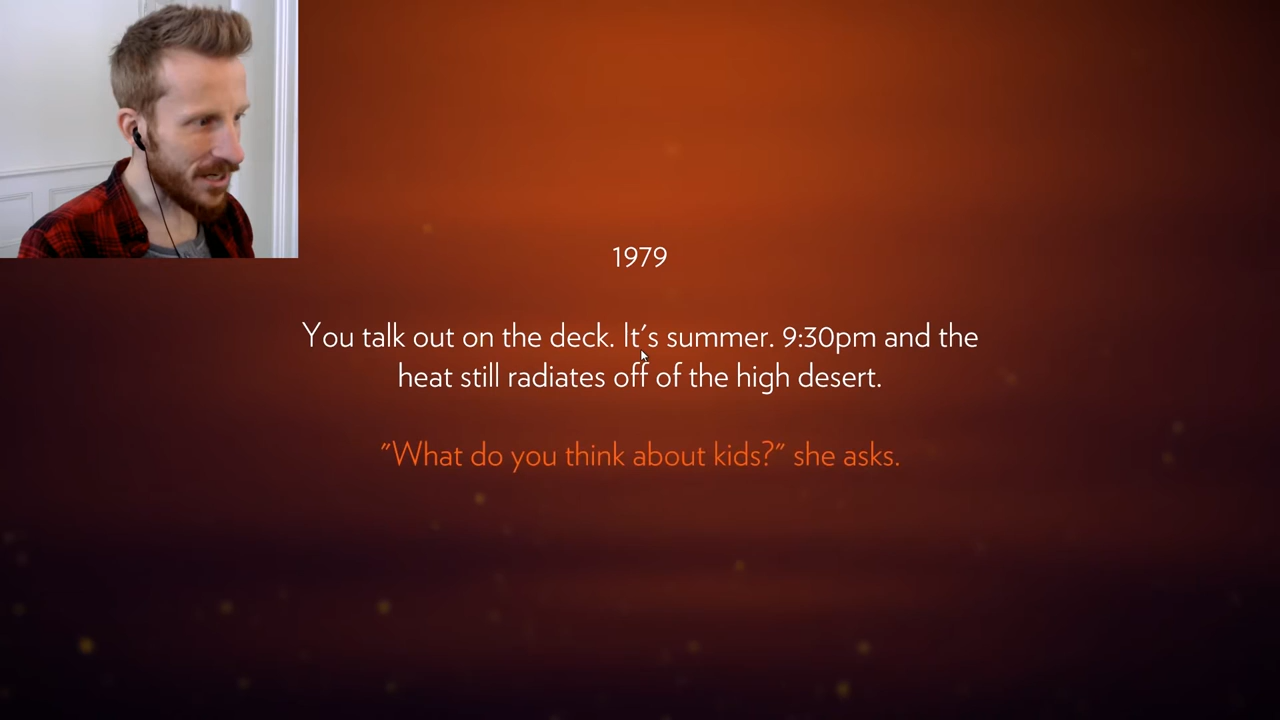 1979
You talk out on the deck. It's summer. 9:30pm and the
heat still radiates off of the high desert.
"What do you think about kids?" she asks.